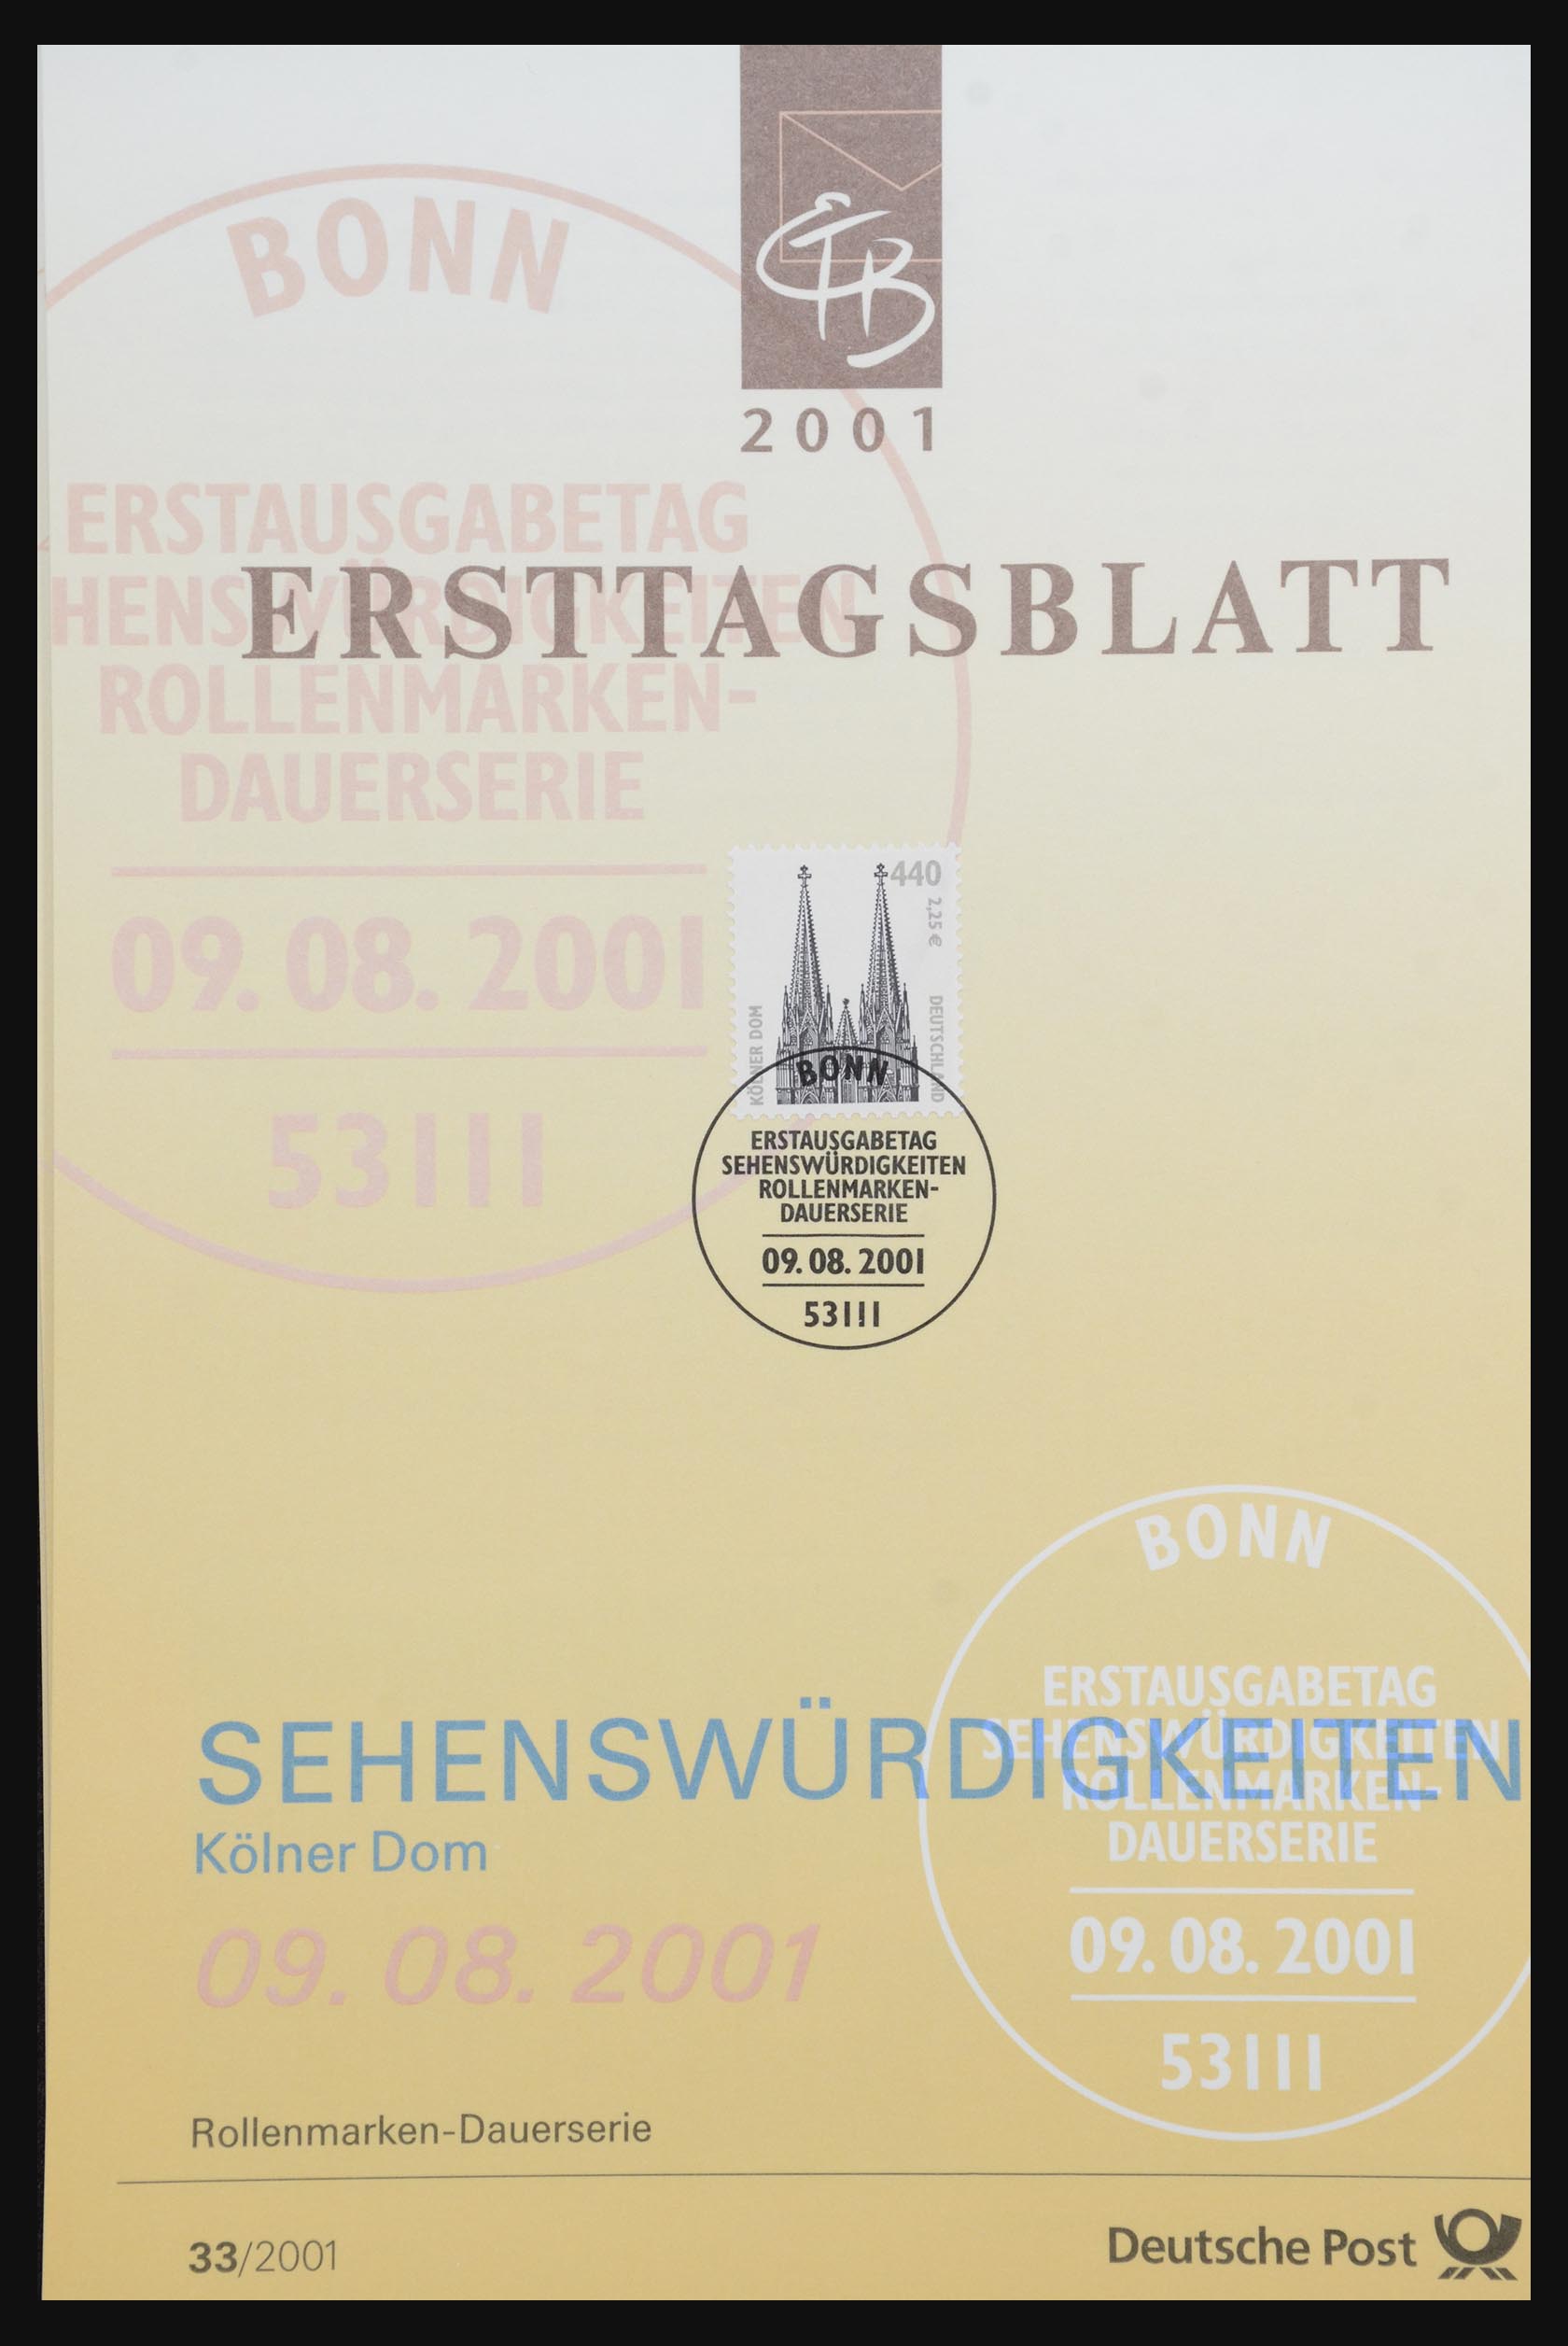 BONN
ETB
2001
ERSTAUSGABETAG
HENSWÜRDIGKEITEN
ROLLENMARKEN-
DAUERSERIE
09. 08. 2001
53111
ERSTTAGSBLATT
440
2,25 €
KÖLNER DOM
DEUTSCHLAND
BONN
ERSTAUSGABETAG
SEHENSWÜRDIGKEITEN
ROLLENMARKEN-
DAUERSERIE
09. 08. 2001
53111
BONN
ERSTAUSGABETAG
SEHENSWÜRDIGKEITEN
ROLLENMARKEN-
DAUERSERIE
09. 08. 2001
53111
SEHENSWÜRDIGKEITEN
Kölner Dom
09. 08. 2001
Rollenmarken-Dauerserie
33/2001
Deutsche Post